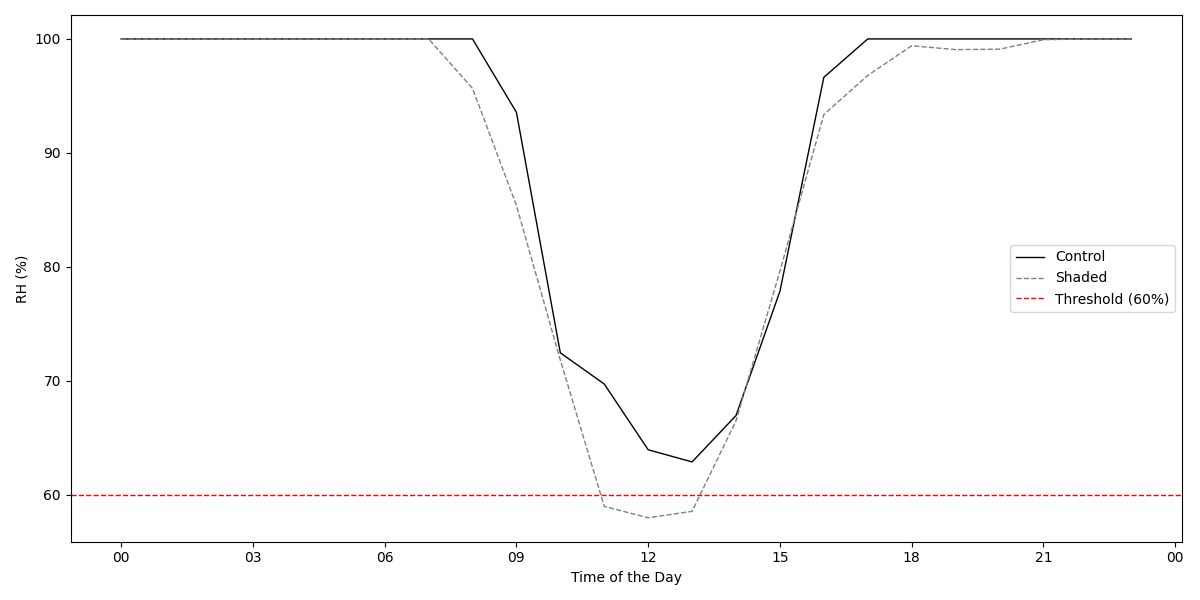 100
90
80
70
60
RH (%)
Control
Shaded
Threshold (60%)
00 03 06 09 12 15 18 21 00
Time of the Day